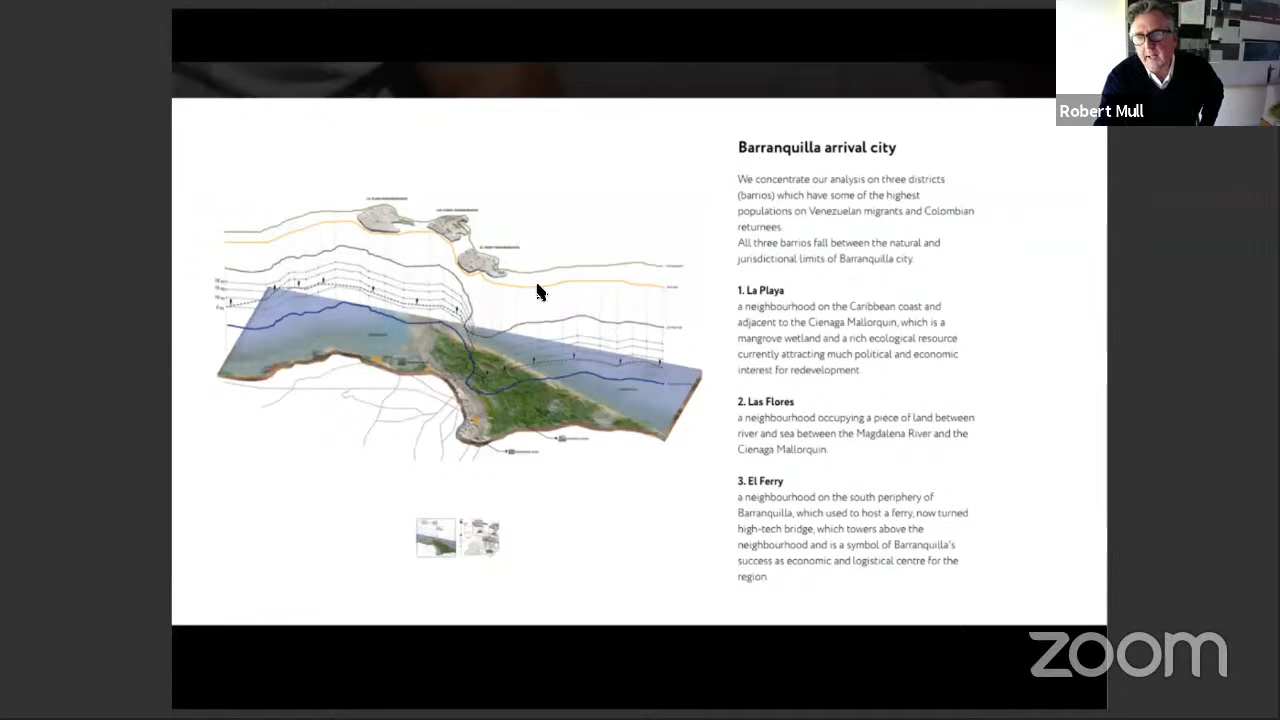 Robert Mull
Barranquilla arrival city
We concentrate our analysis on three districts
(barrios) which have some of the highest
populations on Venezuelan migrants and Colombian
returnees.
All three barrios fall between the natural and
jurisdictional limits of Barranquilla city.
1. La Playa
a neighbourhood on the Caribbean coast and
adjacent to the Cienaga Mallorquin, which is a
mangrove wetland and a rich ecological resource
currently attracting much political and economic
interest for redevelopment.
2. Las Flores
a neighbourhood occupying a piece of land between
river and sea between the Magdalena River and the
Cienaga Mallorquin.
3. El Ferry
a neighbourhood on the south periphery of
Barranquilla, which used to host a ferry, now turned
high-tech bridge, which towers above the
neighbourhood and is a symbol of Barranquilla's
success as economic and logistical centre for the
region.
zoom